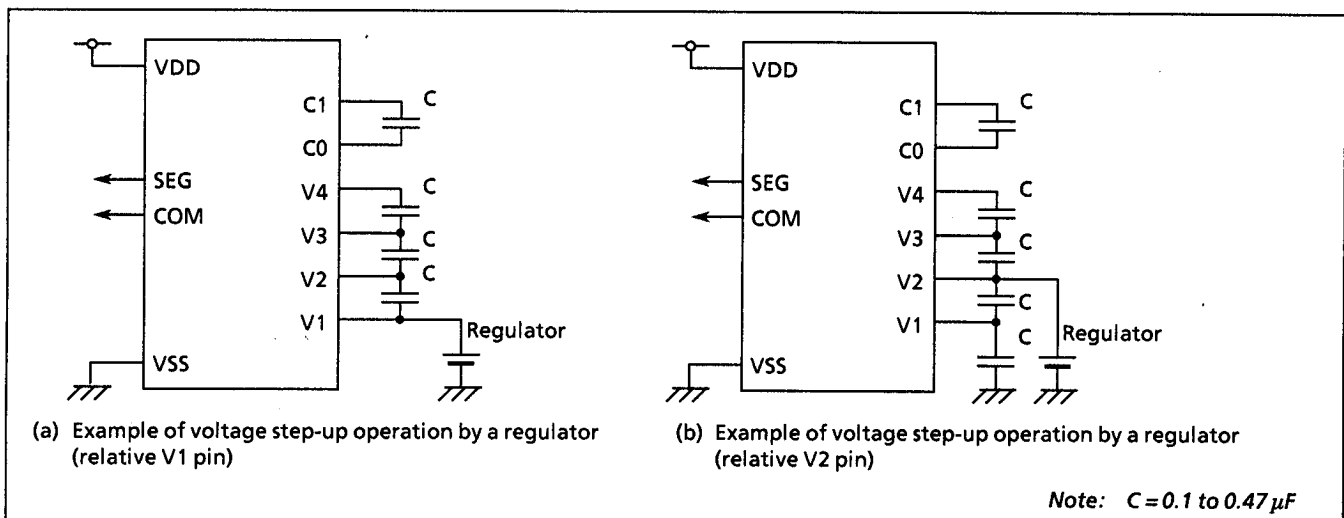 VDD
C1
C
C0
SEG
V4
C
COM
V3
C
V2
C
V1
Regulator
VSS
(a) Example of voltage step-up operation by a regulator
(relative V1 pin)
VDD
C1
C
C0
SEG
V4
C
COM
V3
C
V2
C
V1
C
Regulator
VSS
(b) Example of voltage step-up operation by a regulator
(relative V2 pin)
Note: C = 0.1 to 0.47 µF